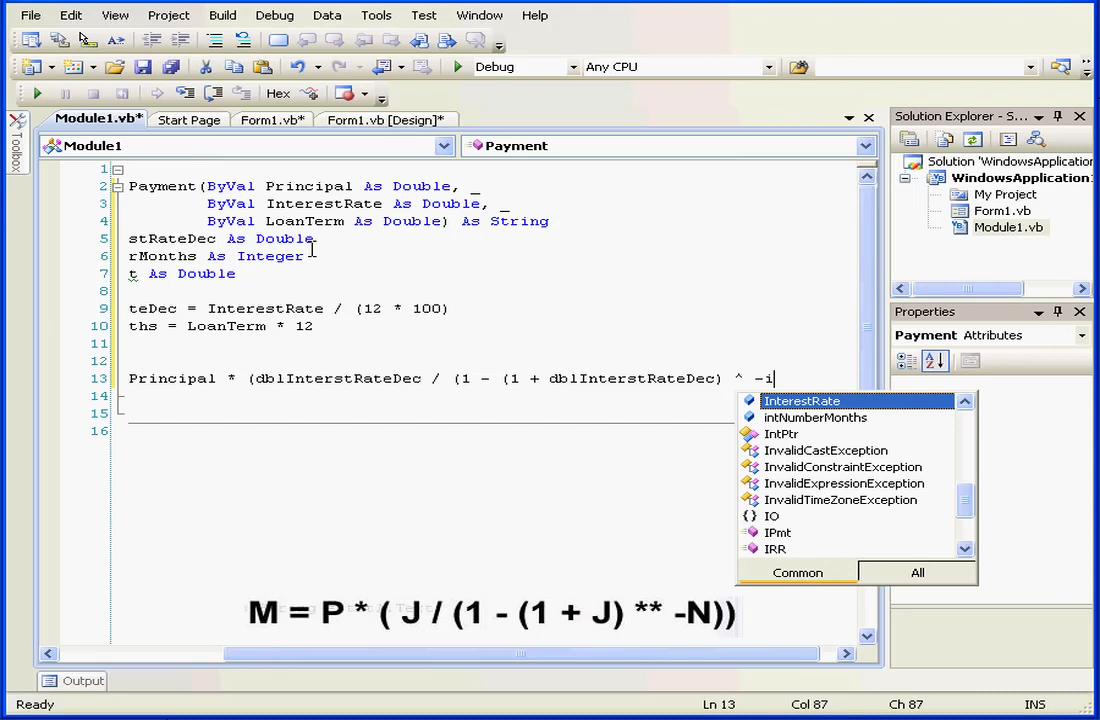 File Edit View Project Build Debug Data Tools Test Window Help
Debug Any CPU
Hex
Module1.vb* Start Page Form1.vb* Form1.vb [Design]*
Toolbox
Module1 Payment
1
2 Payment(ByVal Principal As Double, _
3 ByVal InterestRate As Double, _
4 ByVal LoanTerm As Double) As String
5 stRateDec As Double
6 rMonths As Integer
7 t As Double
8
9 teDec = InterestRate / (12 * 100)
10 ths = LoanTerm * 12
11
12
13 Principal * (dblInterstRateDec / (1 - (1 + dblInterstRateDec) ^ -i
14
15
16
InterestRate
intNumberMonths
IntPtr
InvalidCastException
InvalidConstraintException
InvalidExpressionException
InvalidTimeZoneException
IO
IPmt
IRR
Common All
M = P * ( J / (1 - (1 + J) ** -N))
Solution Explorer - S...
Solution 'WindowsApplication
WindowsApplication1
My Project
Form1.vb
Module1.vb
Properties
Payment Attributes
Output
Ready Ln 13 Col 87 Ch 87 INS